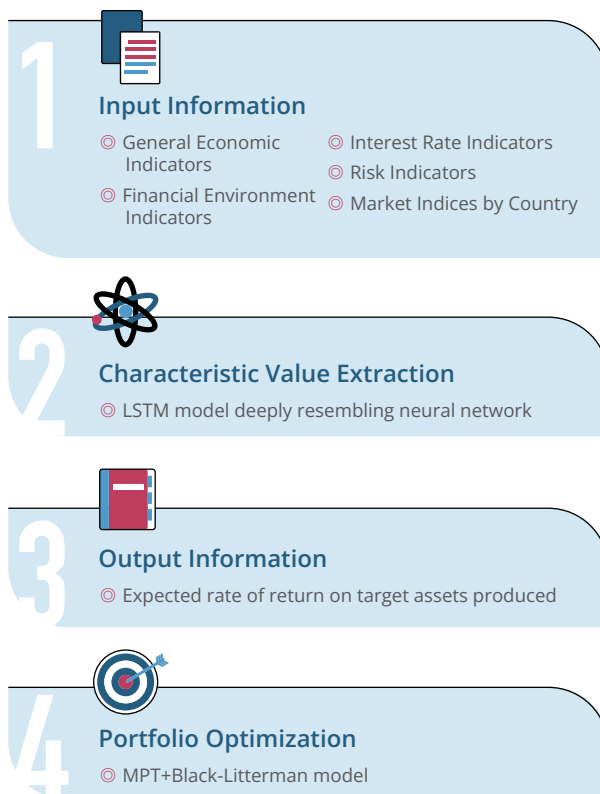 1
Input Information
◎ General Economic
Indicators
◎ Financial Environment
Indicators
◎ Interest Rate Indicators
◎ Risk Indicators
◎ Market Indices by Country
2
Characteristic Value Extraction
◎ LSTM model deeply resembling neural network
3
Output Information
◎ Expected rate of return on target assets produced
4
Portfolio Optimization
◎ MPT+Black-Litterman model